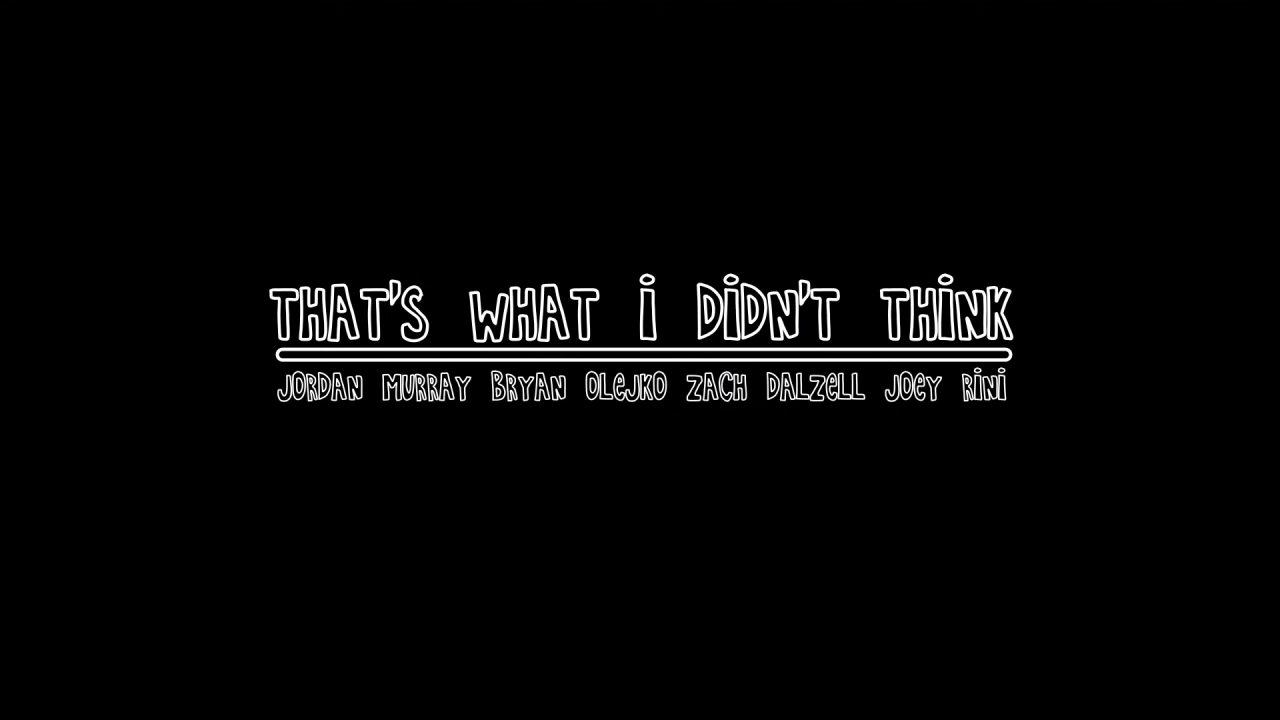 THAT'S WHAT i DiDN'T THiNK
JORDAN MURRAY BRYAN OLeJKO ZACH DALZeLL JOeY RiNi